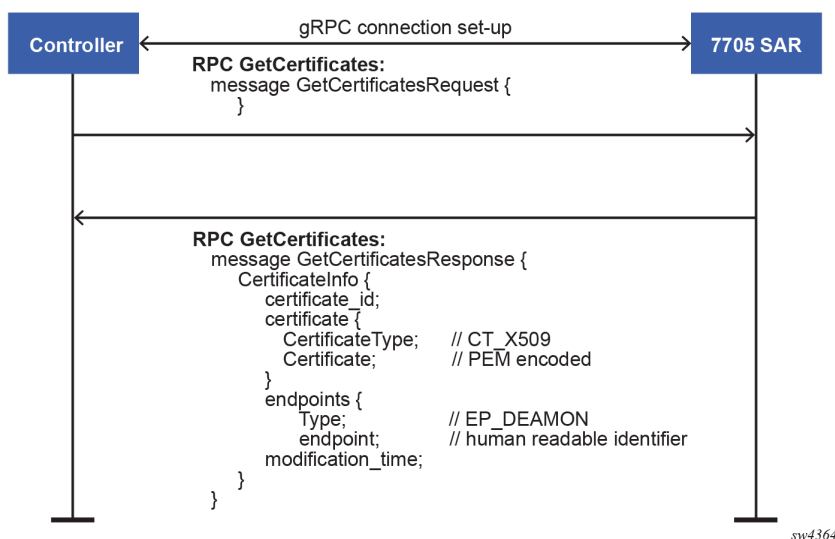 gRPC connection set-up
Controller
7705 SAR
RPC GetCertificates:
message GetCertificatesRequest {
}
RPC GetCertificates:
message GetCertificatesResponse {
CertificateInfo {
certificate_id;
certificate {
CertificateType; // CT_X509
Certificate; // PEM encoded
}
endpoints {
Type; // EP_DEAMON
endpoint; // human readable identifier
modification_time;
}
}
sw4364